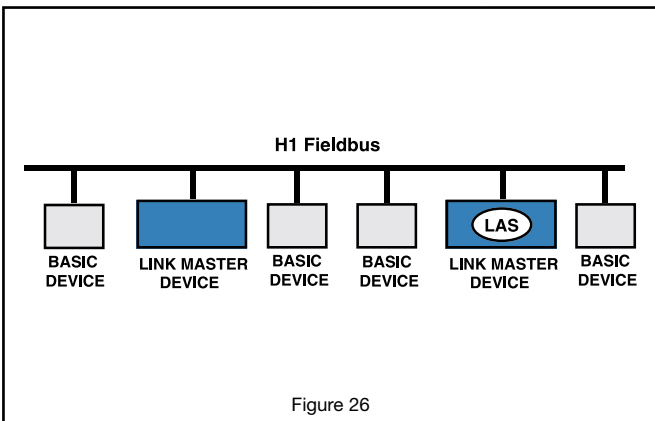 H1 Fieldbus
LAS
BASIC
DEVICE
LINK MASTER
DEVICE
BASIC
DEVICE
BASIC
DEVICE
LINK MASTER
DEVICE
BASIC
DEVICE
Figure 26